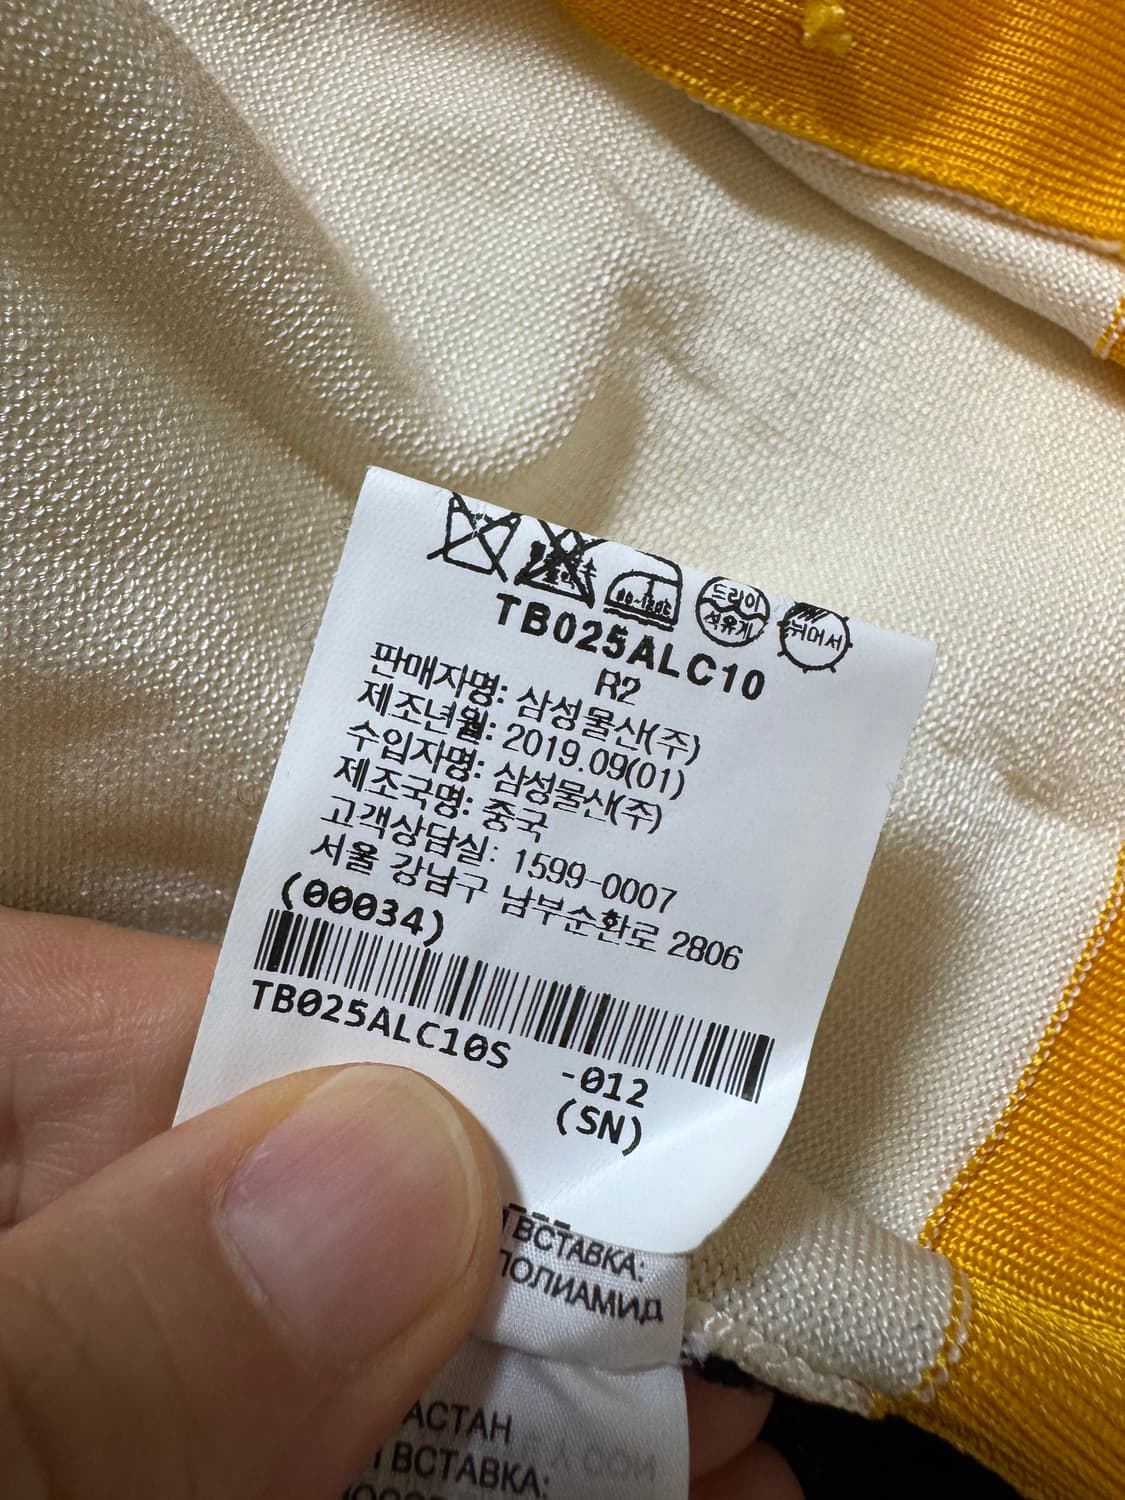 드라이
석유계
뉘어서
TB025ALC10
R2
판매자명: 삼성물산(주)
제조년월: 2019.09(01)
수입자명: 삼성물산(주)
제조국명: 중국
고객상담실: 1599-0007
서울 강남구 남부순환로 2806
(00034)
TB025ALC10S -012
(SN)
ВСТАВКА:
ПОЛИАМИД
ВСТАВКА: